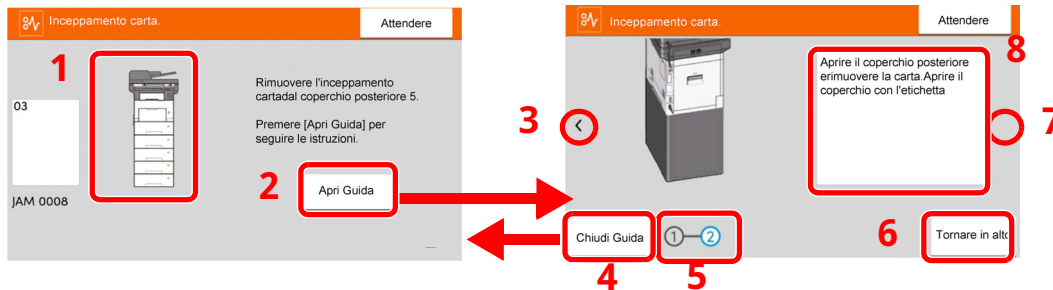 Inceppamento carta.
Attendere
1
03
JAM 0008
Rimuovere l'inceppamento
cartadal coperchio posteriore 5.
Premere [Apri Guida] per
seguire le istruzioni.
2
Apri Guida
Inceppamento carta.
Attendere
8
Aprire il coperchio posteriore
erimuovere la carta.Aprire il
coperchio con l'etichetta
3
7
Chiudi Guida
1
2
6
Tornare in alto
4
5